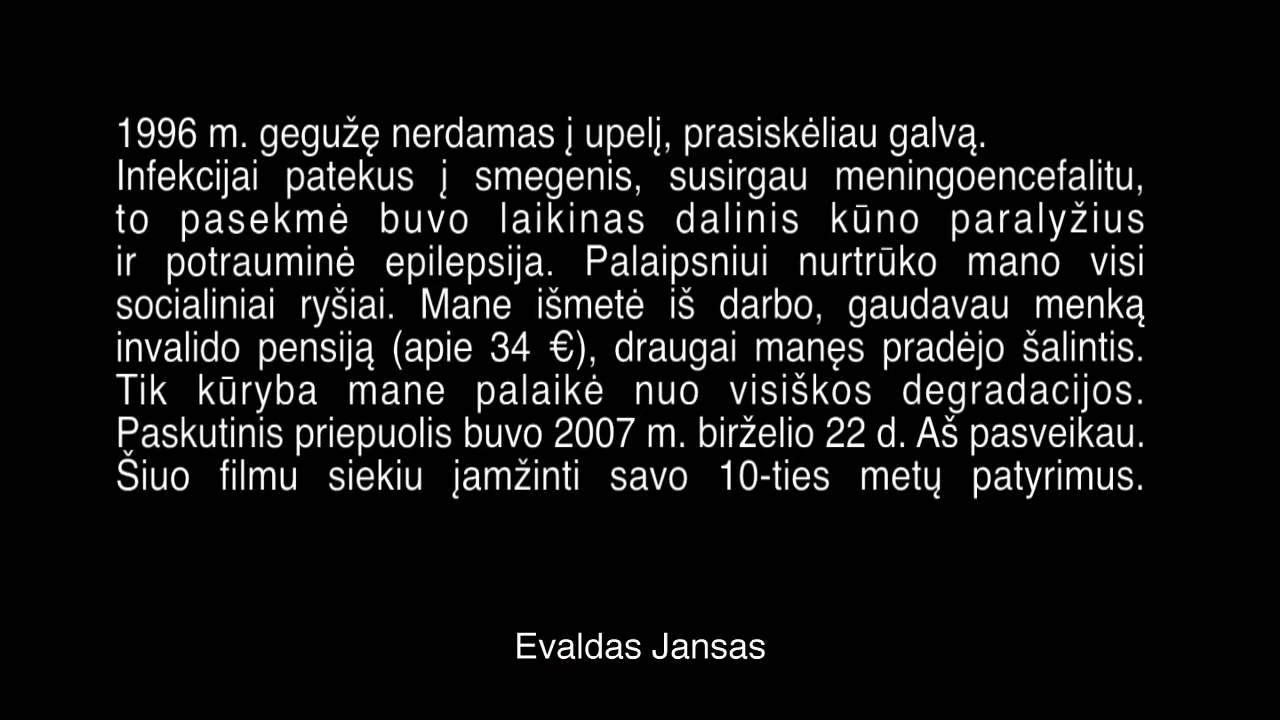 1996 m. gegužę nerdamas į upelį, prasiskėliau galvą.
Infekcijai patekus į smegenis, susirgau meningoencefalitu,
to pasekmė buvo laikinas dalinis kūno paralyžius
ir potrauminė epilepsija. Palaipsniui nurtrūko mano visi
socialiniai ryšiai. Mane išmetė iš darbo, gaudavau menką
invalido pensiją (apie 34 €), draugai manęs pradėjo šalintis.
Tik kūryba mane palaikė nuo visiškos degradacijos.
Paskutinis priepuolis buvo 2007 m. birželio 22 d. Aš pasveikau.
Šiuo filmu siekiu įamžinti savo 10-ties metų patyrimus.
Evaldas Jansas